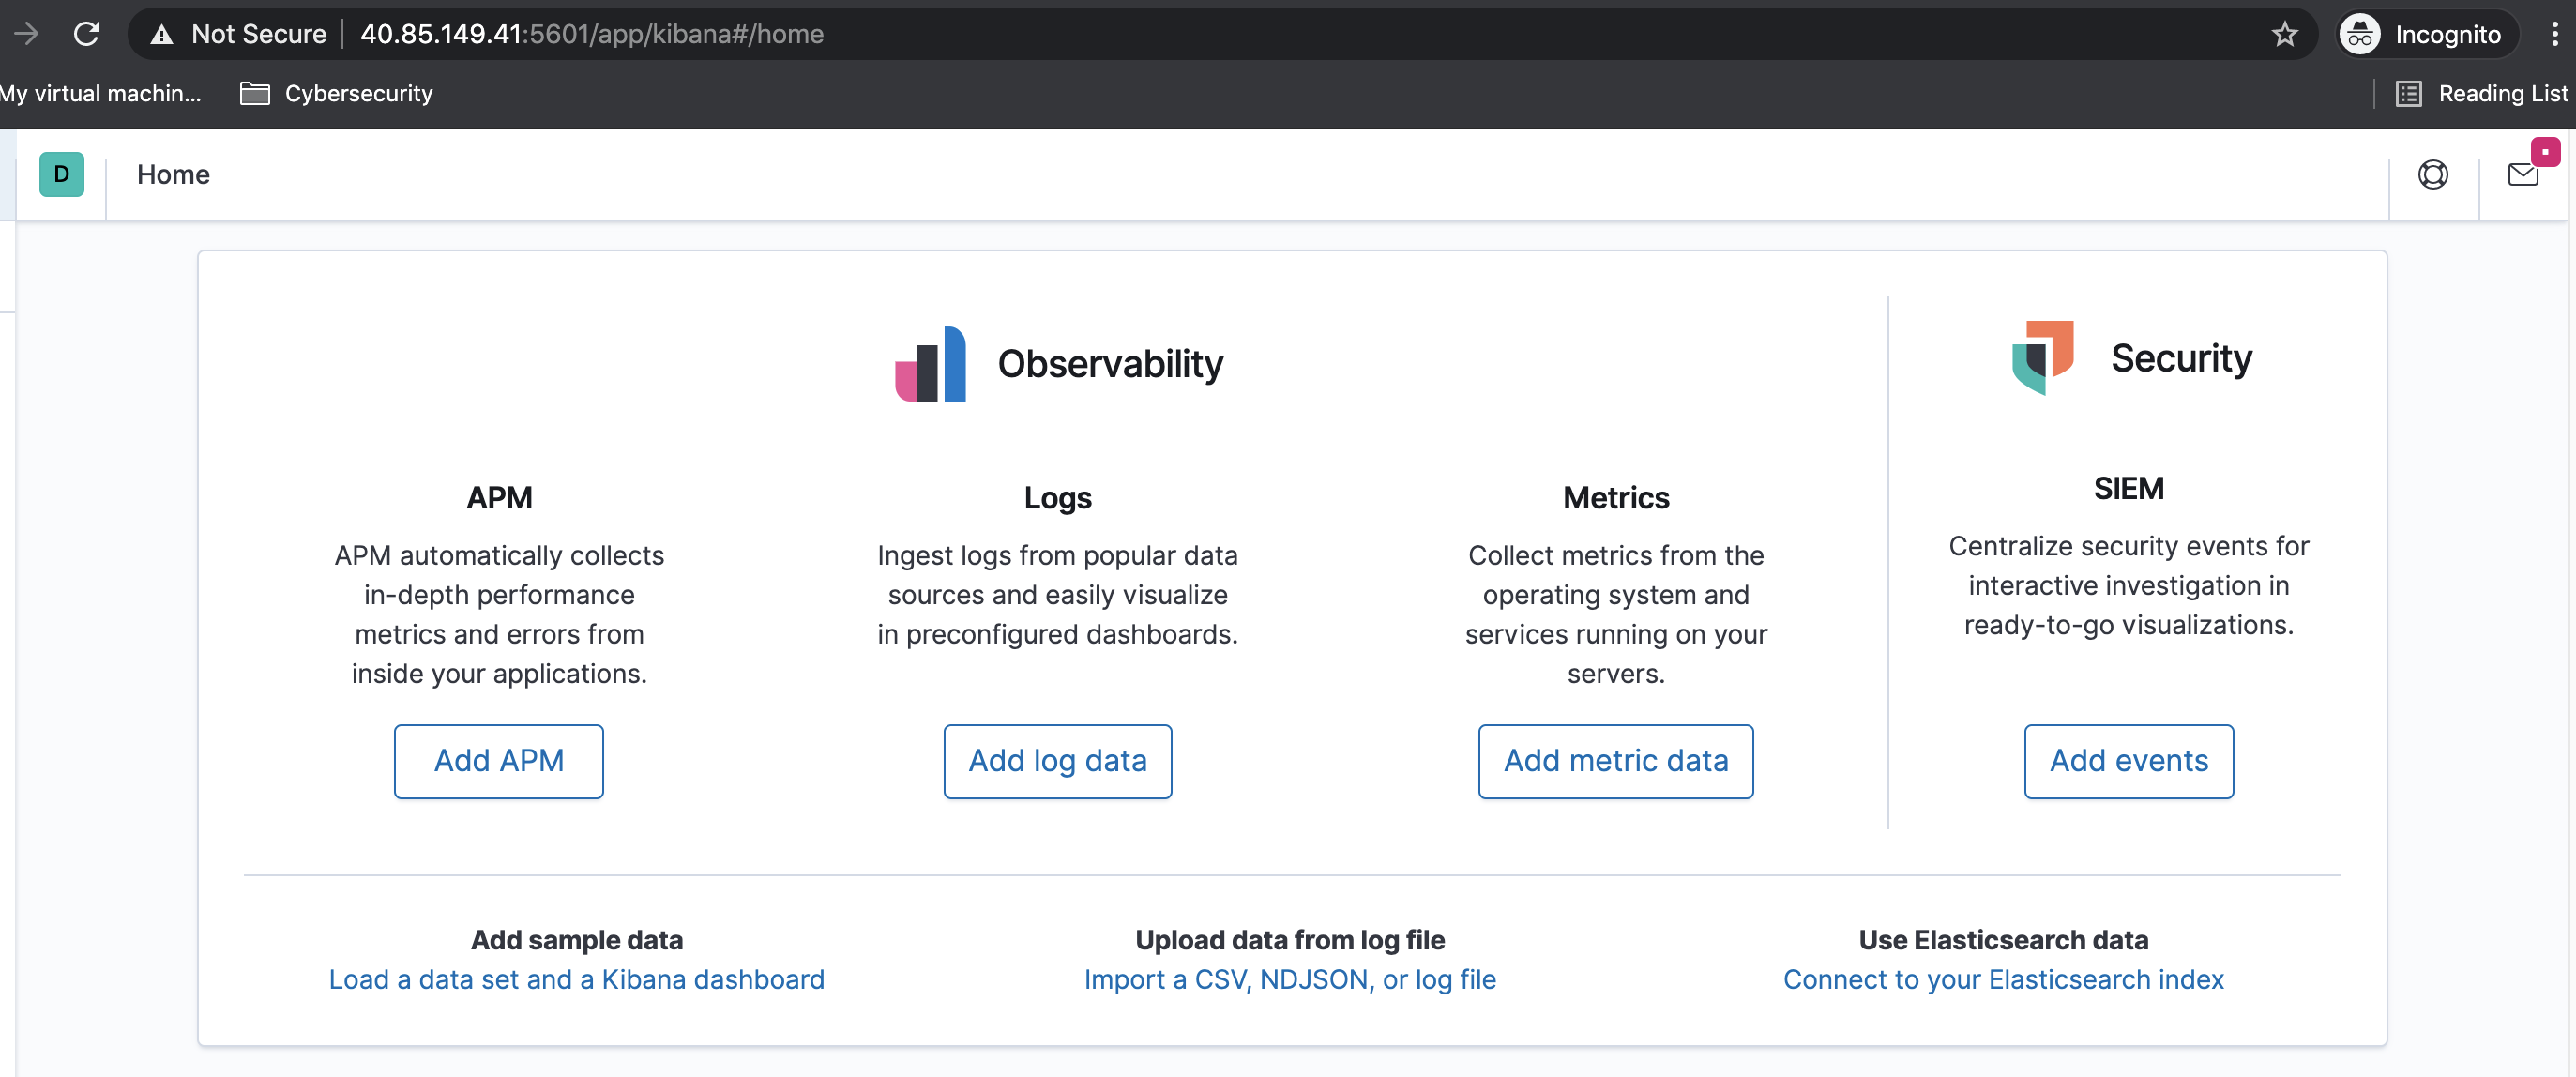 Not Secure 40.85.149.41:5601/app/kibana#/home Incognito
My virtual machin... Cybersecurity Reading List
D Home
Observability Security
APM Logs Metrics SIEM
APM automatically collects
in-depth performance
metrics and errors from
inside your applications.
Ingest logs from popular data
sources and easily visualize
in preconfigured dashboards.
Collect metrics from the
operating system and
services running on your
servers.
Centralize security events for
interactive investigation in
ready-to-go visualizations.
Add APM Add log data Add metric data Add events
Add sample data
Load a data set and a Kibana dashboard
Upload data from log file
Import a CSV, NDJSON, or log file
Use Elasticsearch data
Connect to your Elasticsearch index